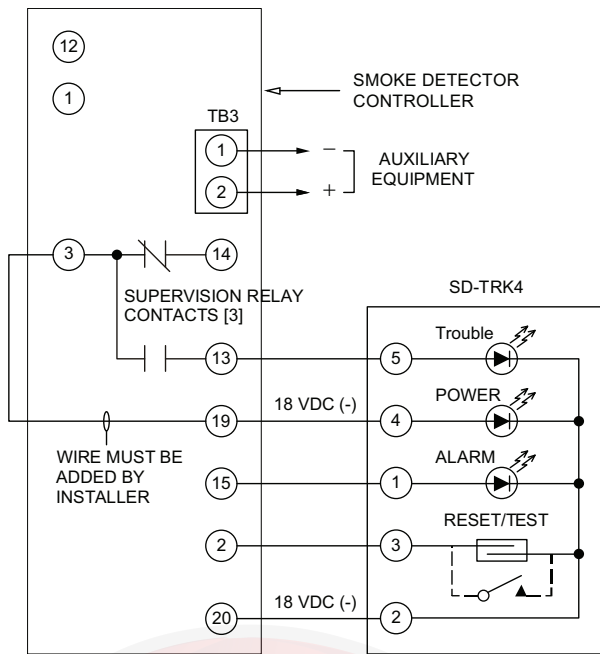 12
1
SMOKE DETECTOR
CONTROLLER
TB3
1
−
2
+
AUXILIARY
EQUIPMENT
3
14
SUPERVISION RELAY
CONTACTS [3]
13
19
18 VDC (-)
WIRE MUST BE
ADDED BY
INSTALLER
15
2
20
18 VDC (-)
SD-TRK4
5
Trouble
4
POWER
1
ALARM
3
RESET/TEST
2